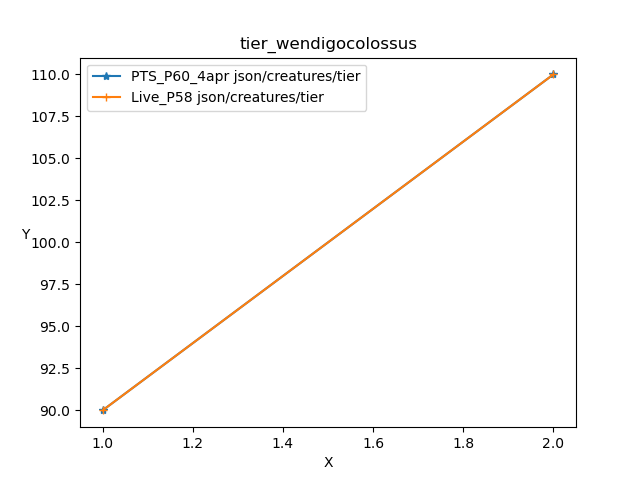 tier_wendigocolossus
PTS_P60_4apr json/creatures/tier
Live_P58 json/creatures/tier
110.0
107.5
105.0
102.5
100.0
97.5
95.0
92.5
90.0
Y
1.0 1.2 1.4 1.6 1.8 2.0
X